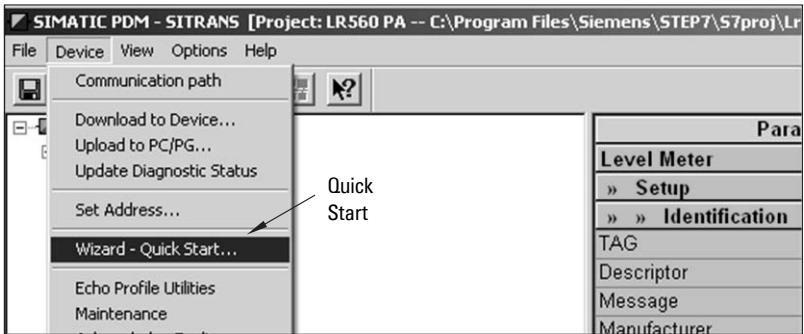 SIMATIC PDM - SITRANS [Project: LR560 PA -- C:\Program Files\Siemens\STEP7\S7proj\Lr
File Device View Options Help
Communication path
Download to Device...
Upload to PC/PG...
Update Diagnostic Status
Set Address...
Wizard - Quick Start...
Echo Profile Utilities
Maintenance
Quick
Start
Para
Level Meter
» Setup
» » Identification
TAG
Descriptor
Message
Manufacturer